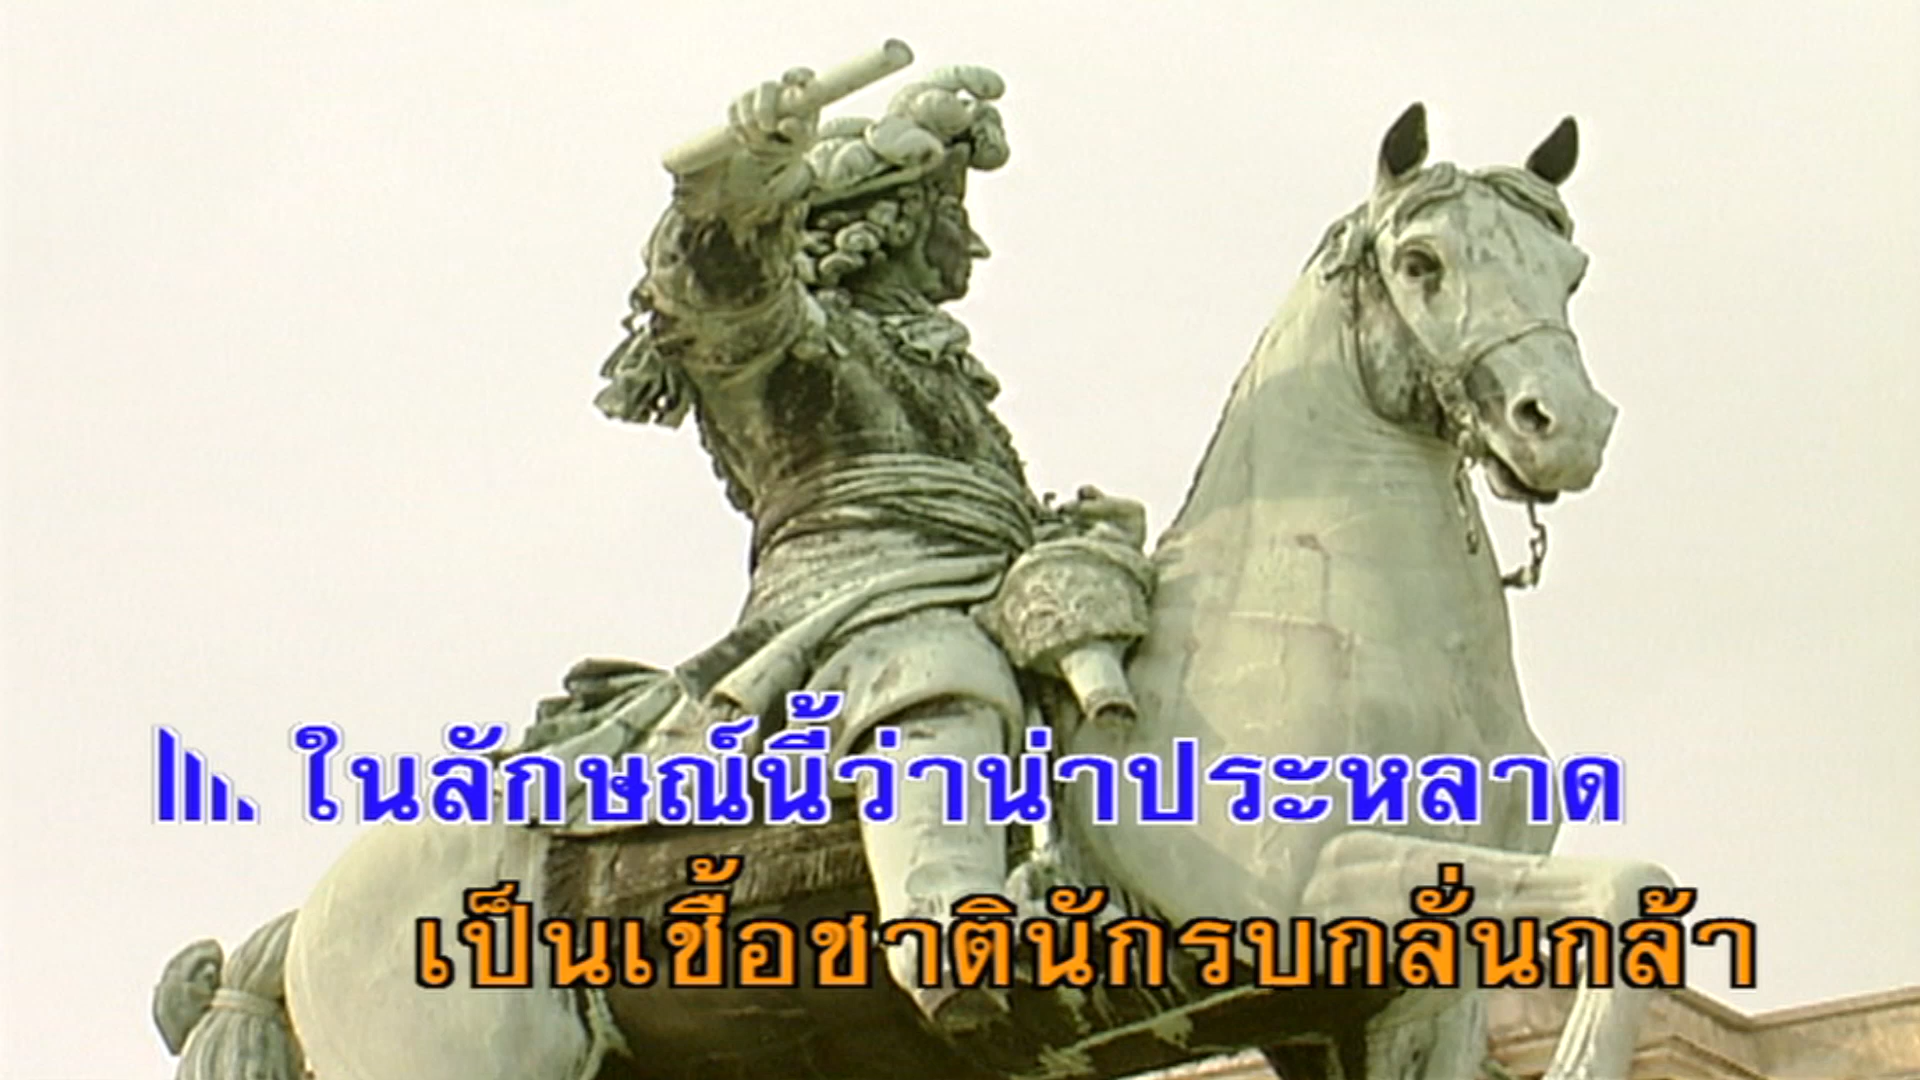 ในลักษณ์นี้ว่าน่าประหลาด
เป็นเชื้อชาตินักรบกลั่นกล้า